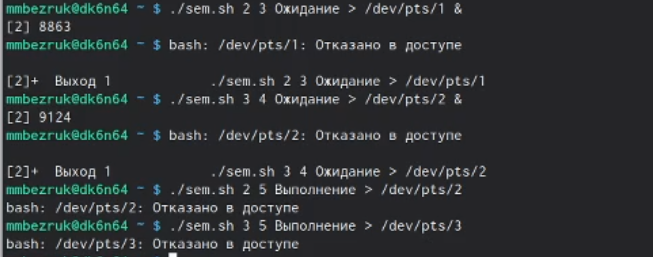 mmbezruk@dk6n64 ~ $ ./sem.sh 2 3 Ожидание > /dev/pts/1 &
[2] 8863
mmbezruk@dk6n64 ~ $ bash: /dev/pts/1: Отказано в доступе
[2]+  Выход 1            ./sem.sh 2 3 Ожидание > /dev/pts/1
mmbezruk@dk6n64 ~ $ ./sem.sh 3 4 Ожидание > /dev/pts/2 &
[2] 9124
mmbezruk@dk6n64 ~ $ bash: /dev/pts/2: Отказано в доступе
[2]+  Выход 1            ./sem.sh 3 4 Ожидание > /dev/pts/2
mmbezruk@dk6n64 ~ $ ./sem.sh 2 5 Выполнение > /dev/pts/2
bash: /dev/pts/2: Отказано в доступе
mmbezruk@dk6n64 ~ $ ./sem.sh 3 5 Выполнение > /dev/pts/3
bash: /dev/pts/3: Отказано в доступе